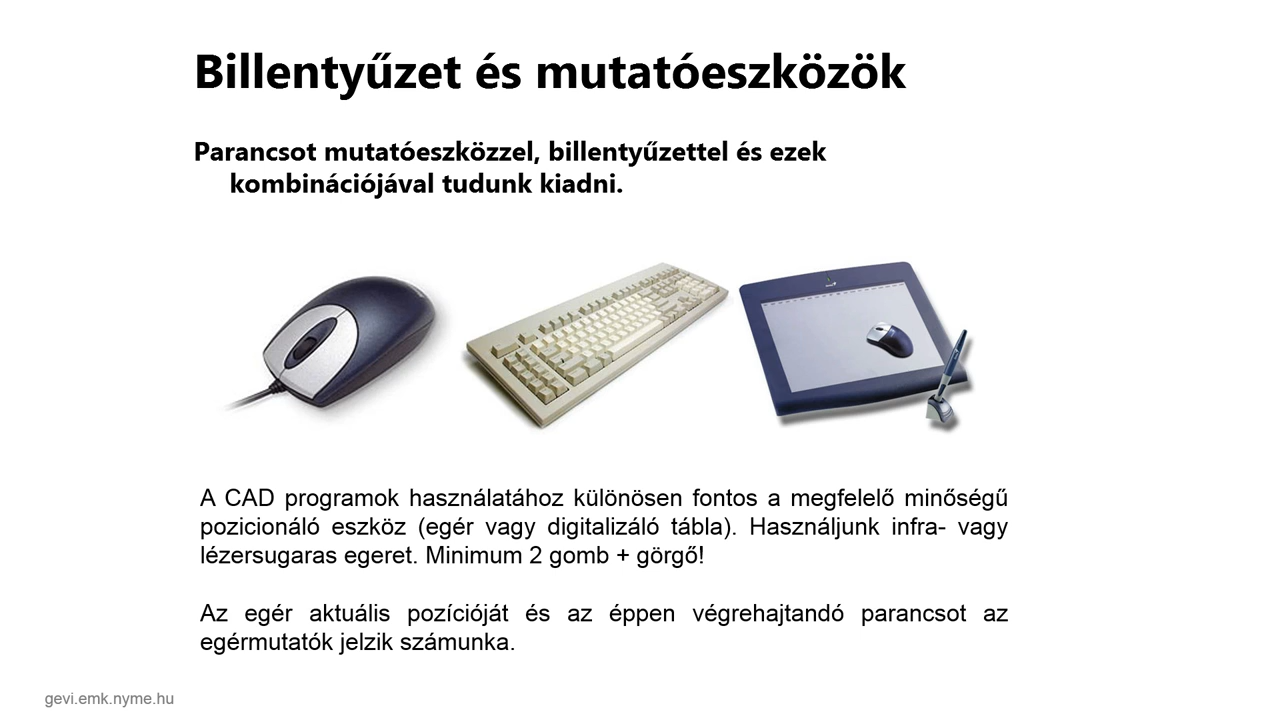 Billentyűzet és mutatóeszközök
Parancsot mutatóeszközzel, billentyűzettel és ezek
kombinációjával tudunk kiadni.
A CAD programok használatához különösen fontos a megfelelő minőségű
pozicionáló eszköz (egér vagy digitalizáló tábla). Használjunk infra- vagy
lézersugaras egeret. Minimum 2 gomb + görgő!
Az egér aktuális pozícióját és az éppen végrehajtandó parancsot az
egérmutatók jelzik számunka.
gevi.emk.nyme.hu